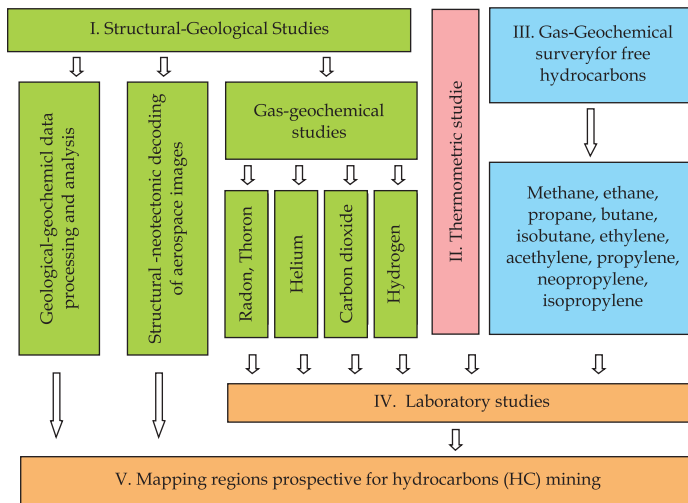 I. Structural-Geological Studies
Geological-geochemicl data
processing and analysis
Structural -neotectonic decoding
of aerospace images
Gas-geochemical
studies
Radon, Thoron
Helium
Carbon dioxide
Hydrogen
II. Thermometric studie
III. Gas-Geochemical
surveryfor free
hydrocarbons
Methane, ethane,
propane, butane,
isobutane, ethylene,
acethylene, propylene,
neopropylene,
isopropylene
IV. Laboratory studies
V. Mapping regions prospective for hydrocarbons (HC) mining